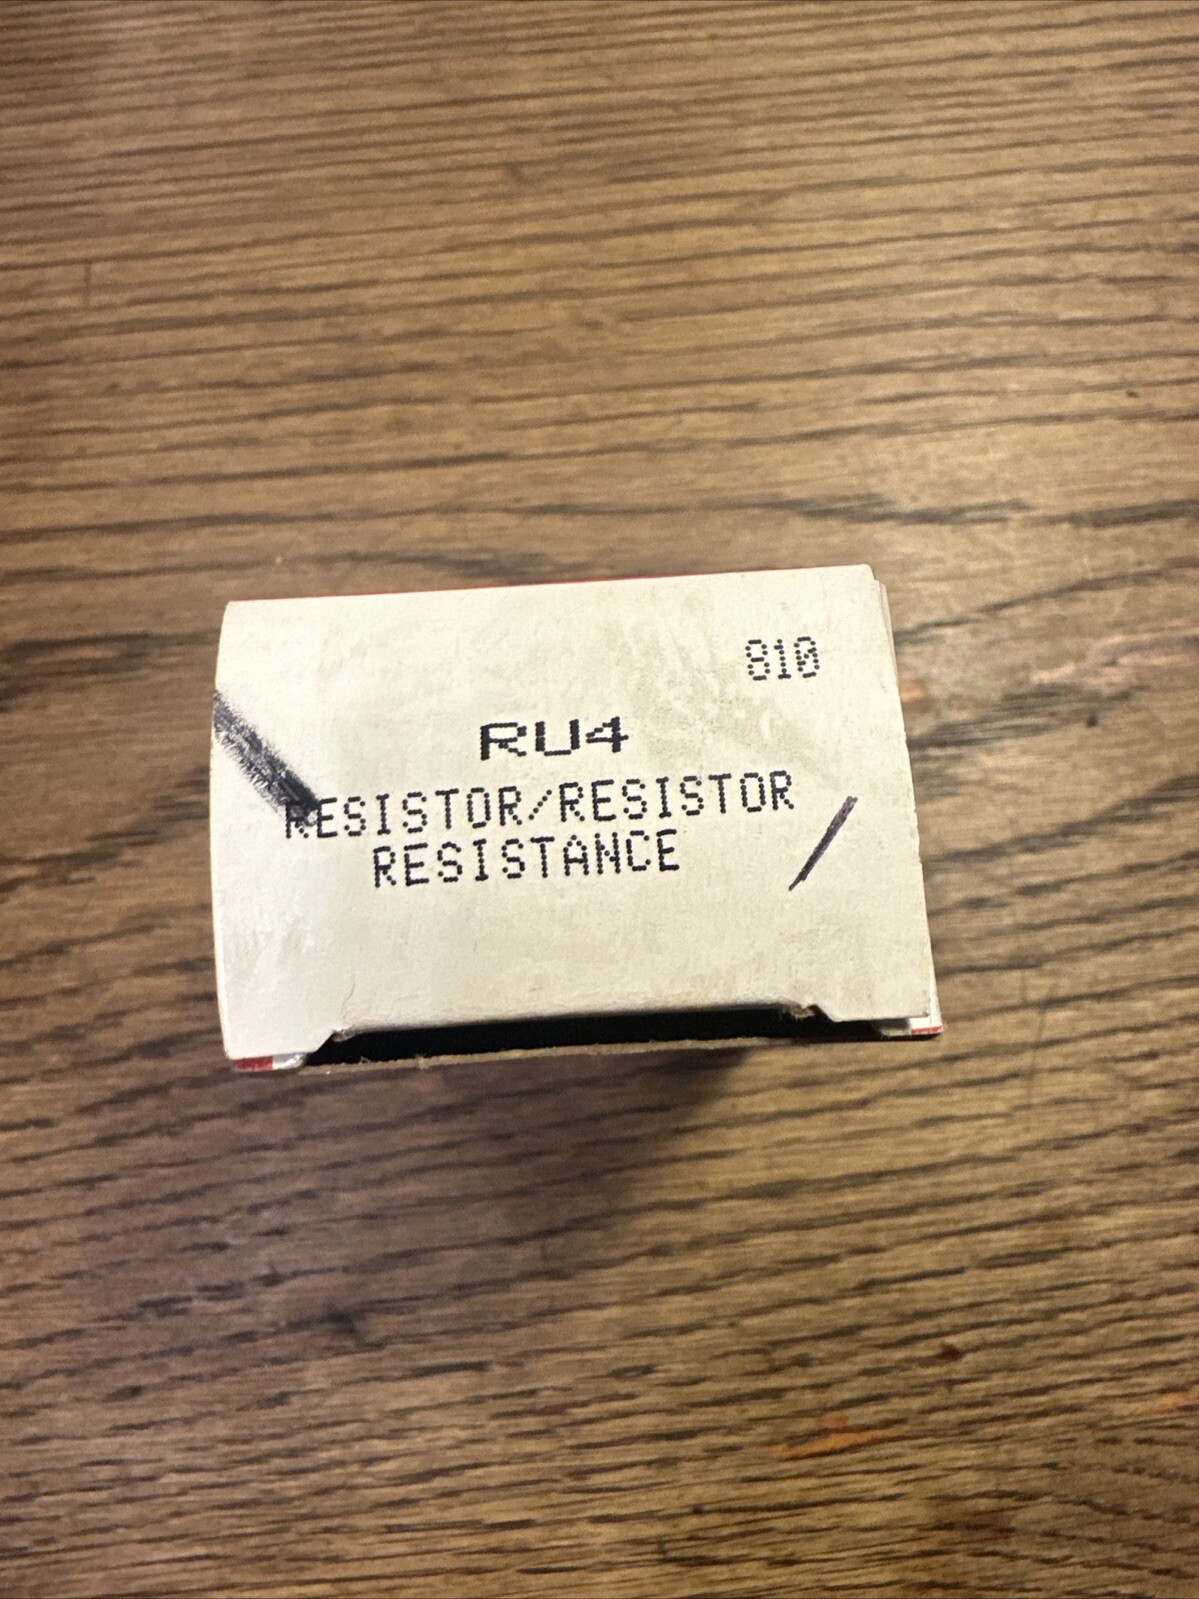 810
RU4
RESISTOR/RESISTOR
RESISTANCE